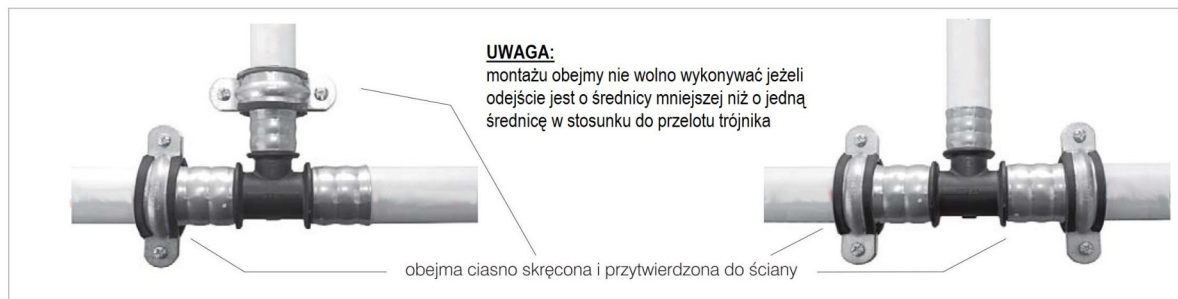 UWAGA:
montażu obejmy nie wolno wykonywać jeżeli
odejście jest o średnicy mniejszej niż o jedną
średnicę w stosunku do przelotu trójnika
obejma ciasno skręcona i przytwierdzona do ściany